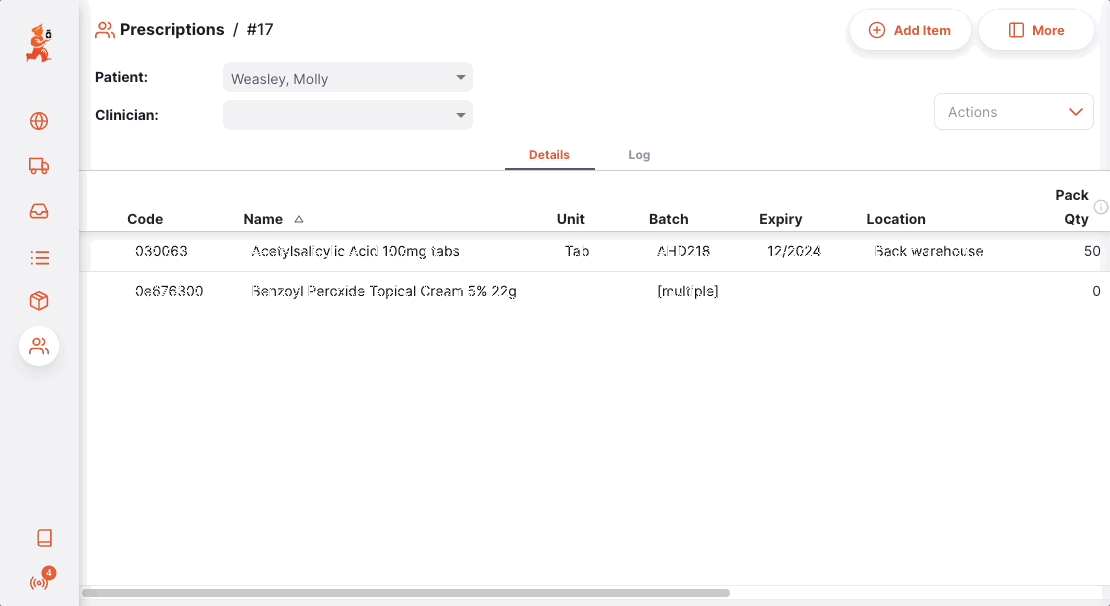 Prescriptions / #17
Add Item
More
Patient:
Weasley, Molly
Clinician:
Actions
Details
Log
Code
Name
Unit
Batch
Expiry
Location
Pack Qty
030063 Acetylsalicylic Acid 100mg tabs Tab AHD218 12/2024 Back warehouse 50
0e676300 Benzoyl Peroxide Topical Cream 5% 22g [multiple] 0
4